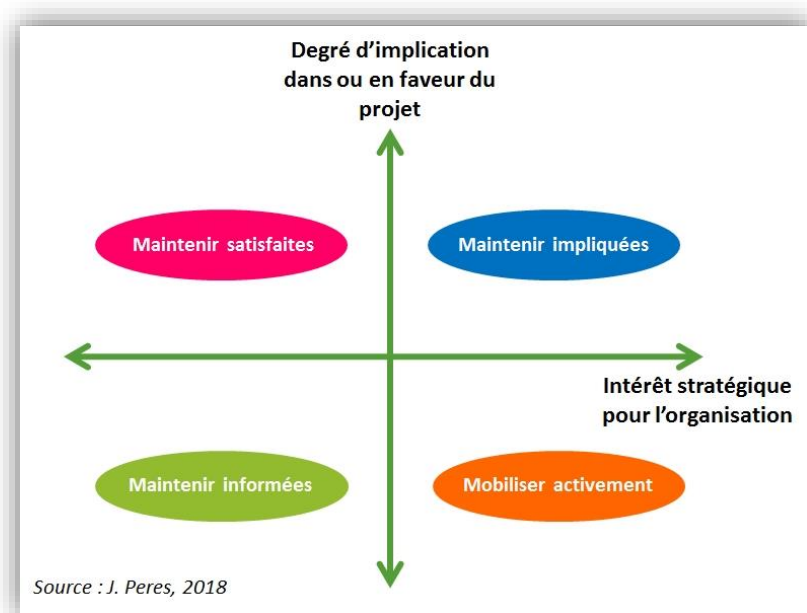 Degré d'implication
dans ou en faveur du
projet
Maintenir satisfaites
Maintenir impliquées
Intérêt stratégique
pour l'organisation
Maintenir informées
Mobiliser activement
Source : J. Peres, 2018